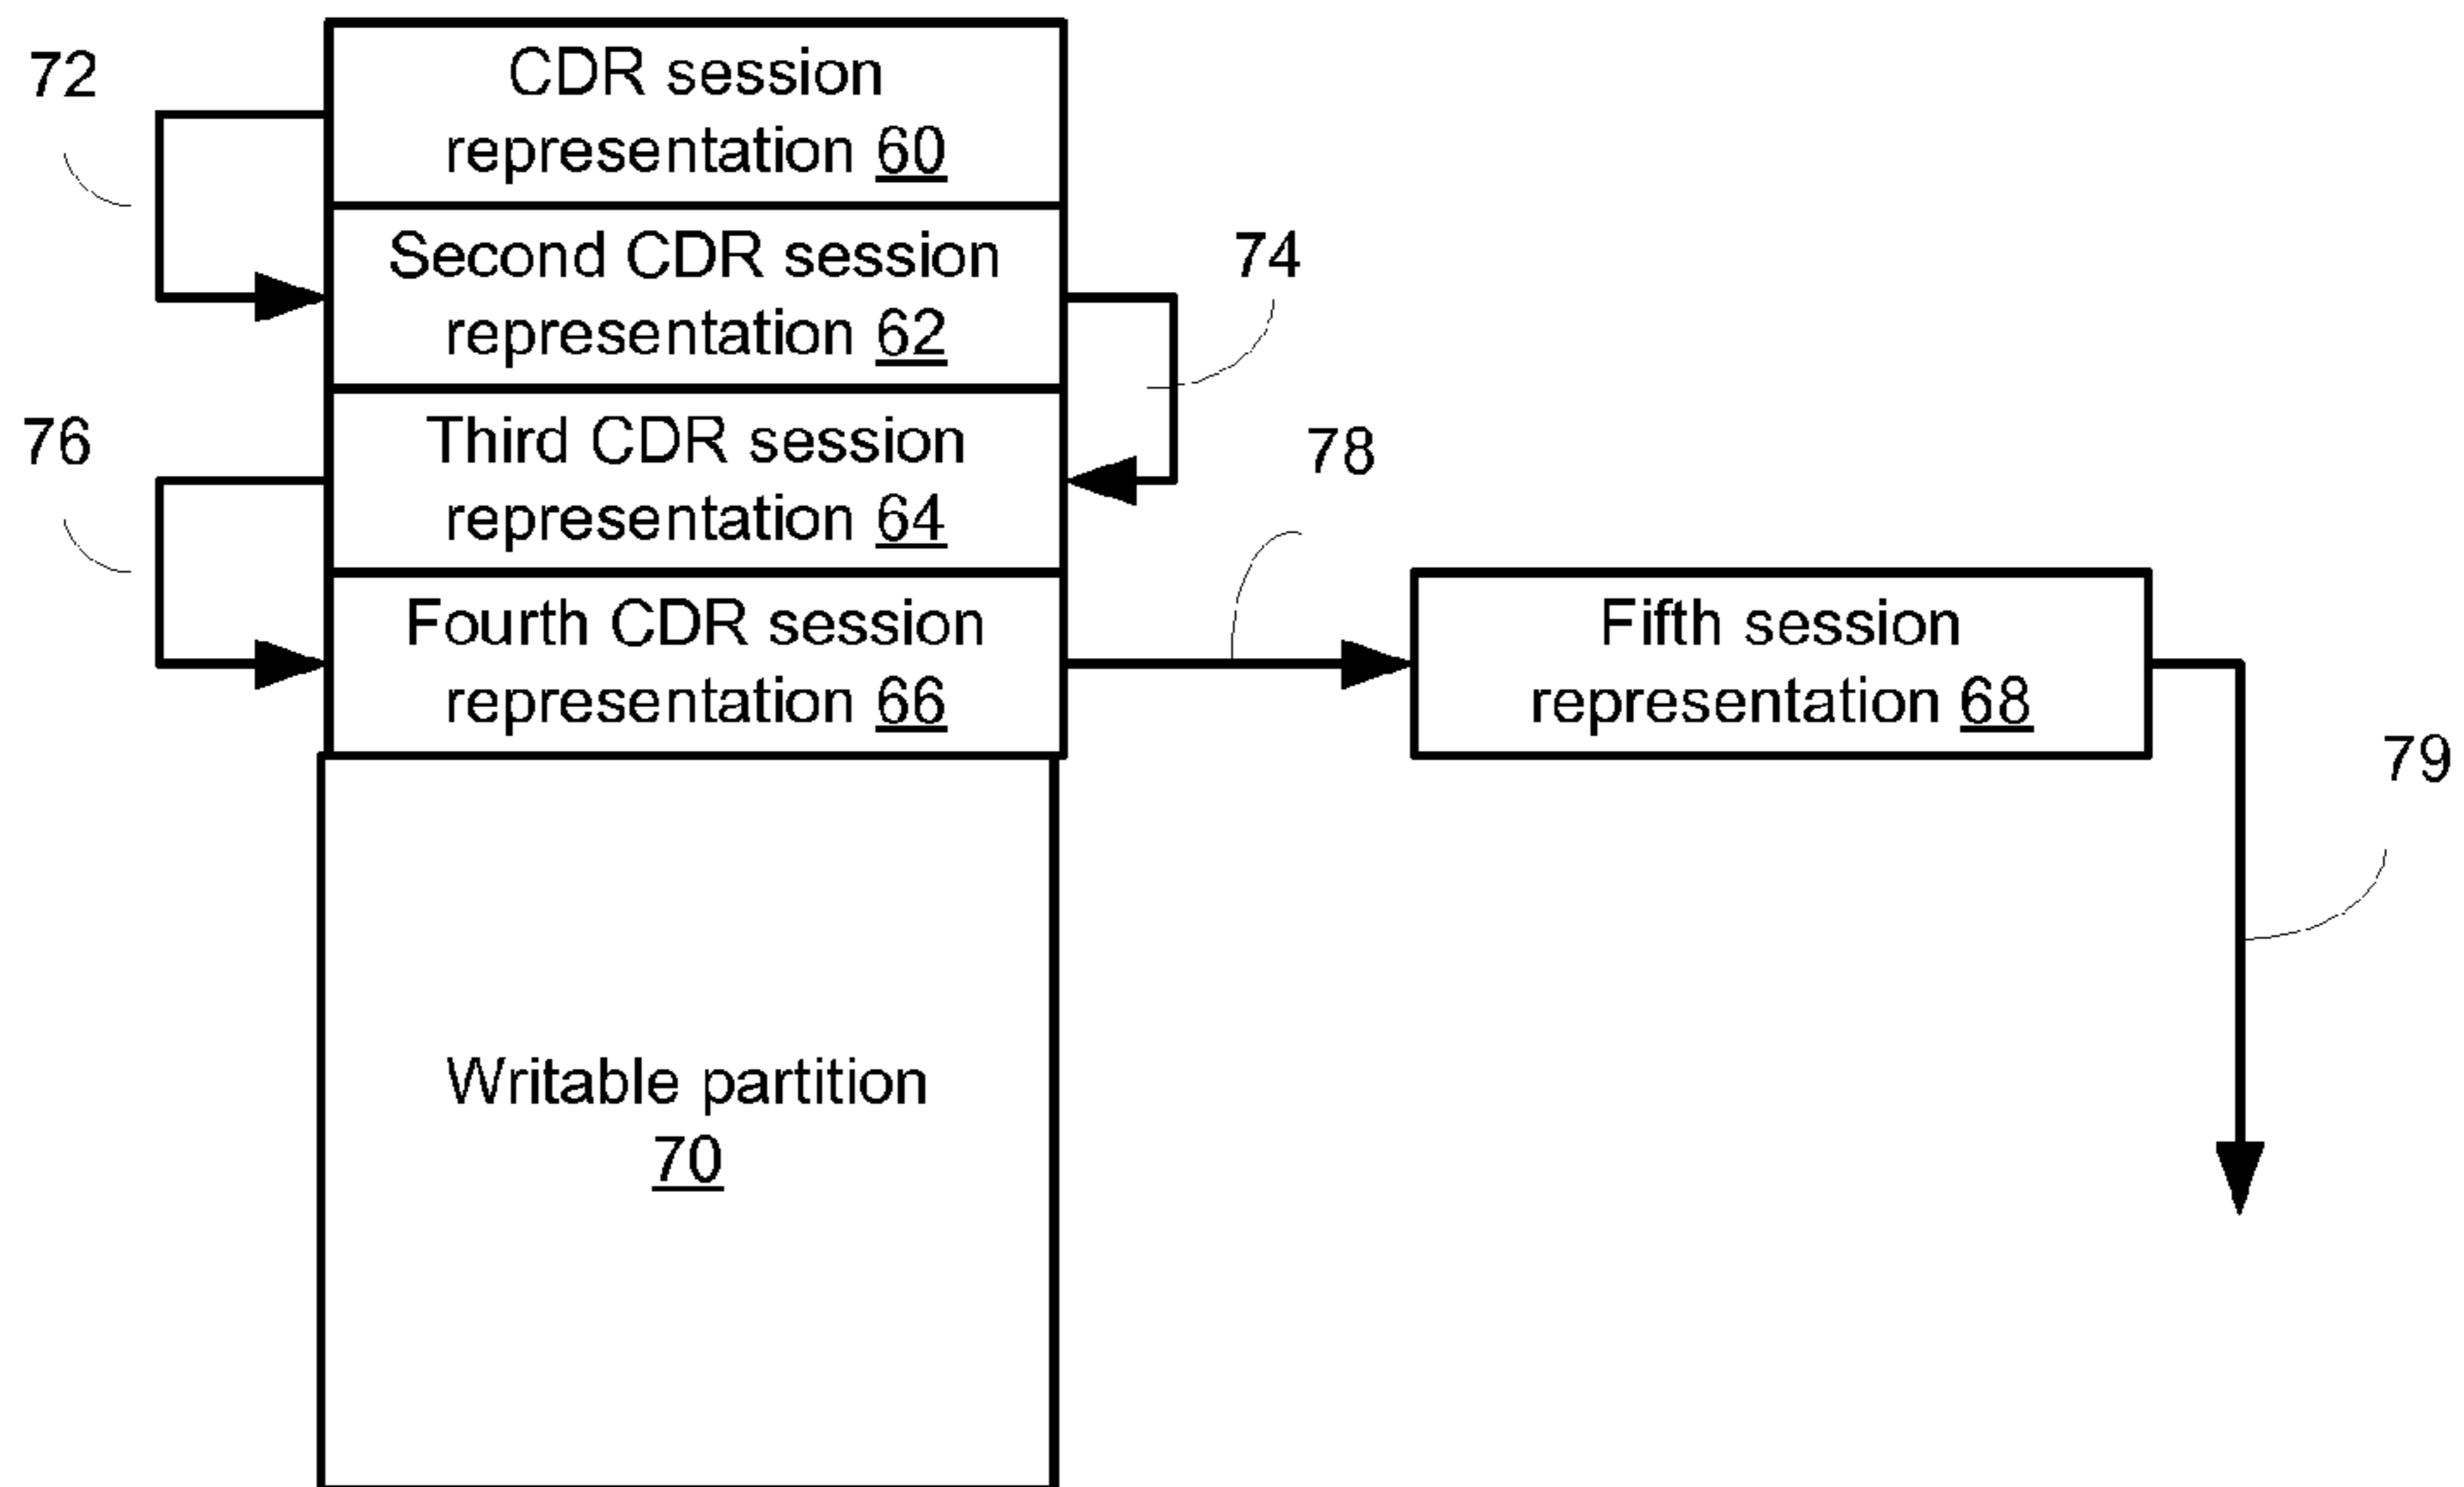 72
CDR session
representation 60
Second CDR session
representation 62
74
76
Third CDR session
representation 64
78
Fourth CDR session
representation 66
Fifth session
representation 68
79
Writable partition
70